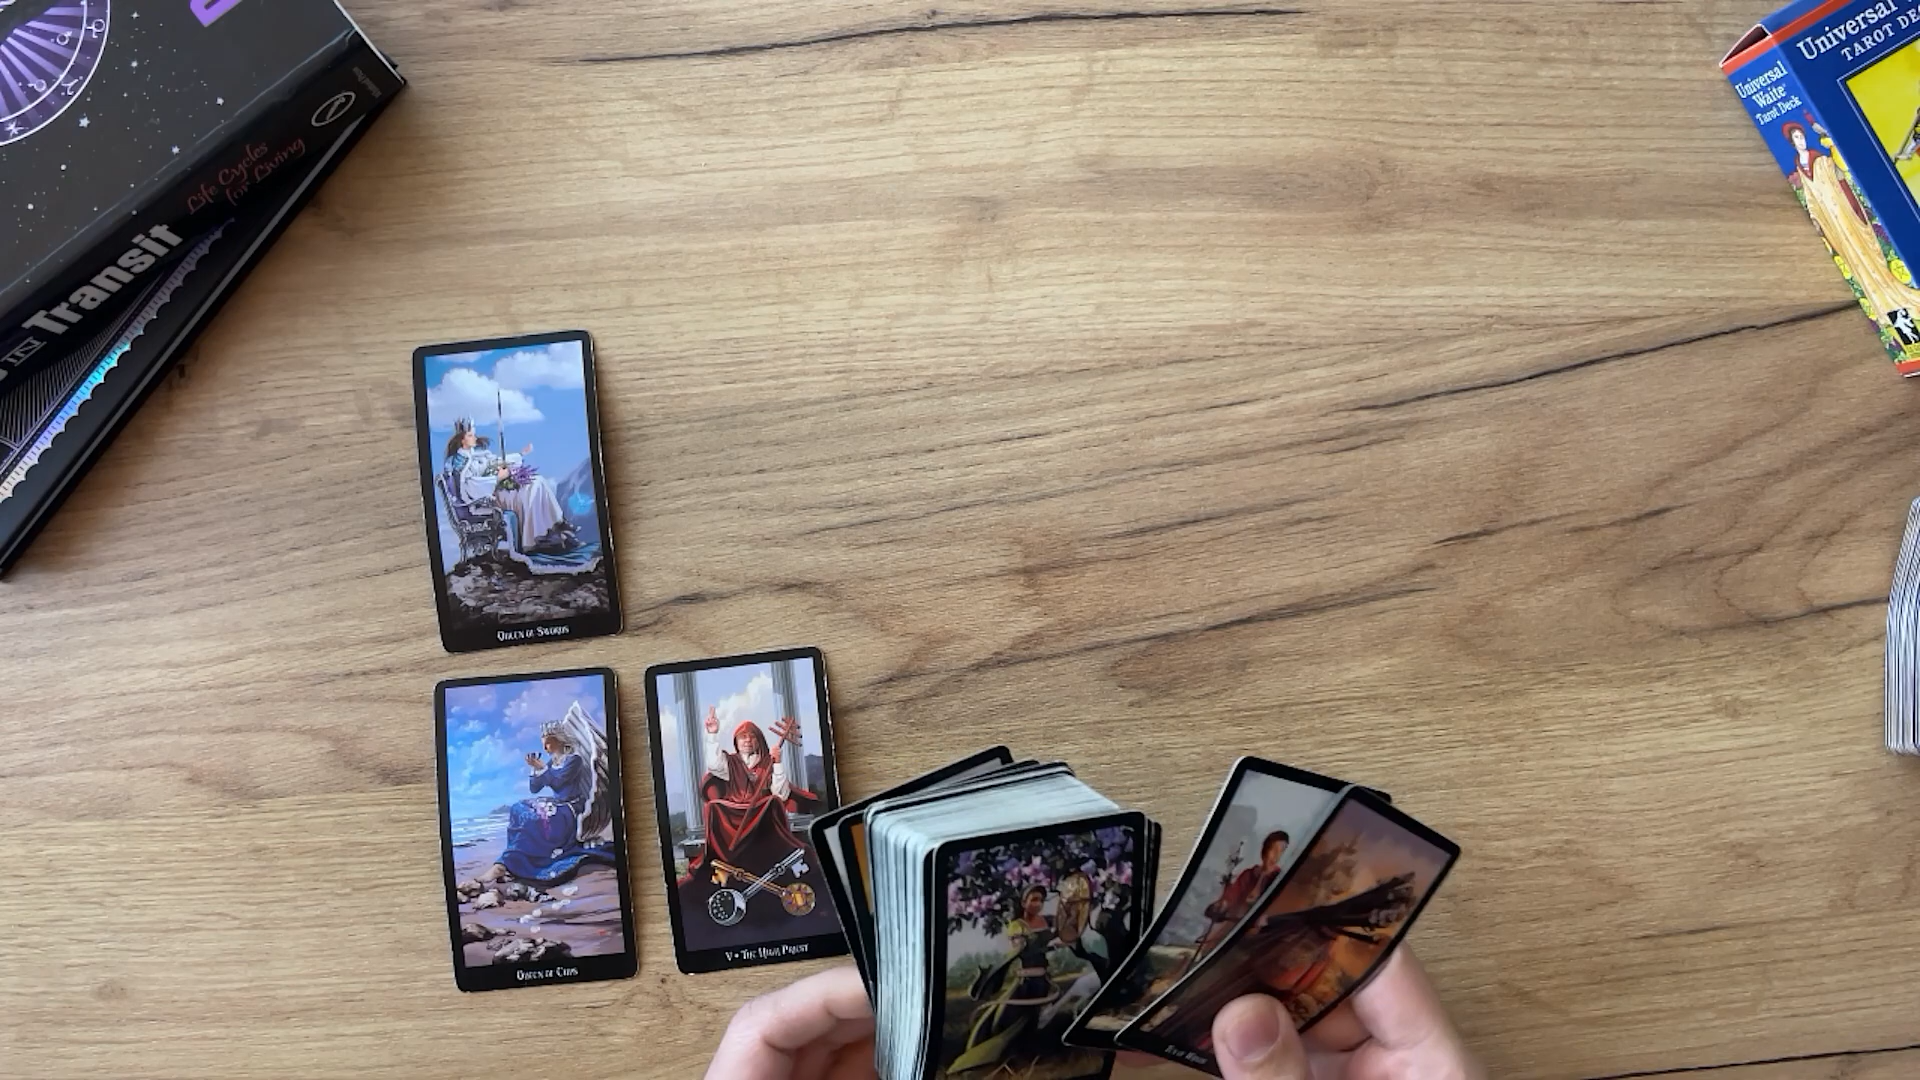 Life Cycles
for Living
Transit
Universal
TAROT DEC
Universal
Waite
Tarot Deck
Queen of Swords
Queen of Cups
V • The High Priest